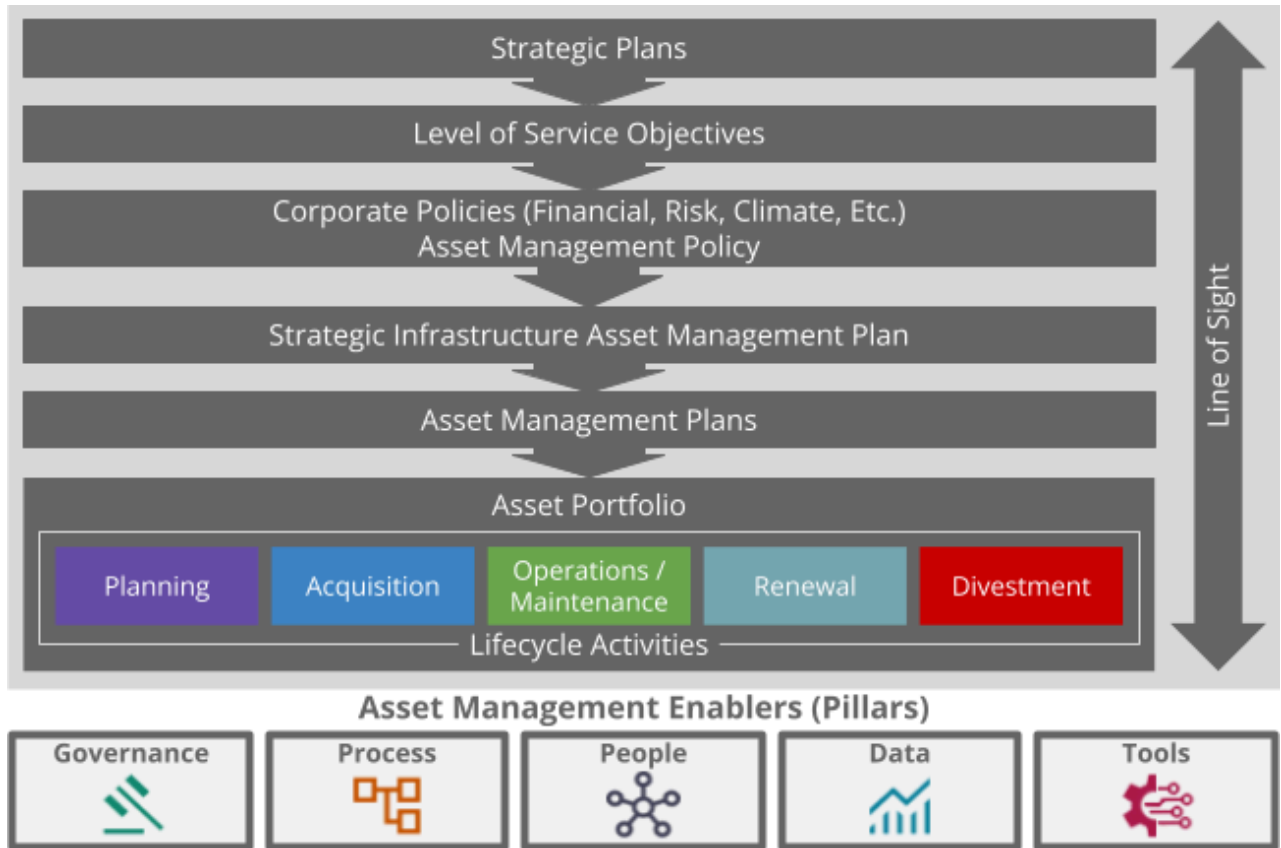 Strategic Plans
Level of Service Objectives
Corporate Policies (Financial, Risk, Climate, Etc.)
Asset Management Policy
Strategic Infrastructure Asset Management Plan
Asset Management Plans
Asset Portfolio
Planning
Acquisition
Operations /
Maintenance
Renewal
Divestment
Lifecycle Activities
Line of Sight
Asset Management Enablers (Pillars)
Governance
Process
People
Data
Tools